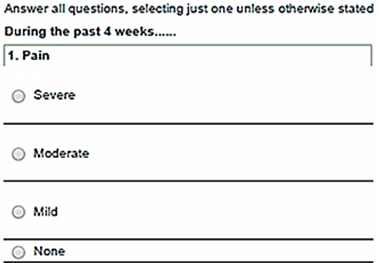 Answer all questions, selecting just one unless otherwise stated
During the past 4 weeks......
1. Pain
Severe
Moderate
Mild
None